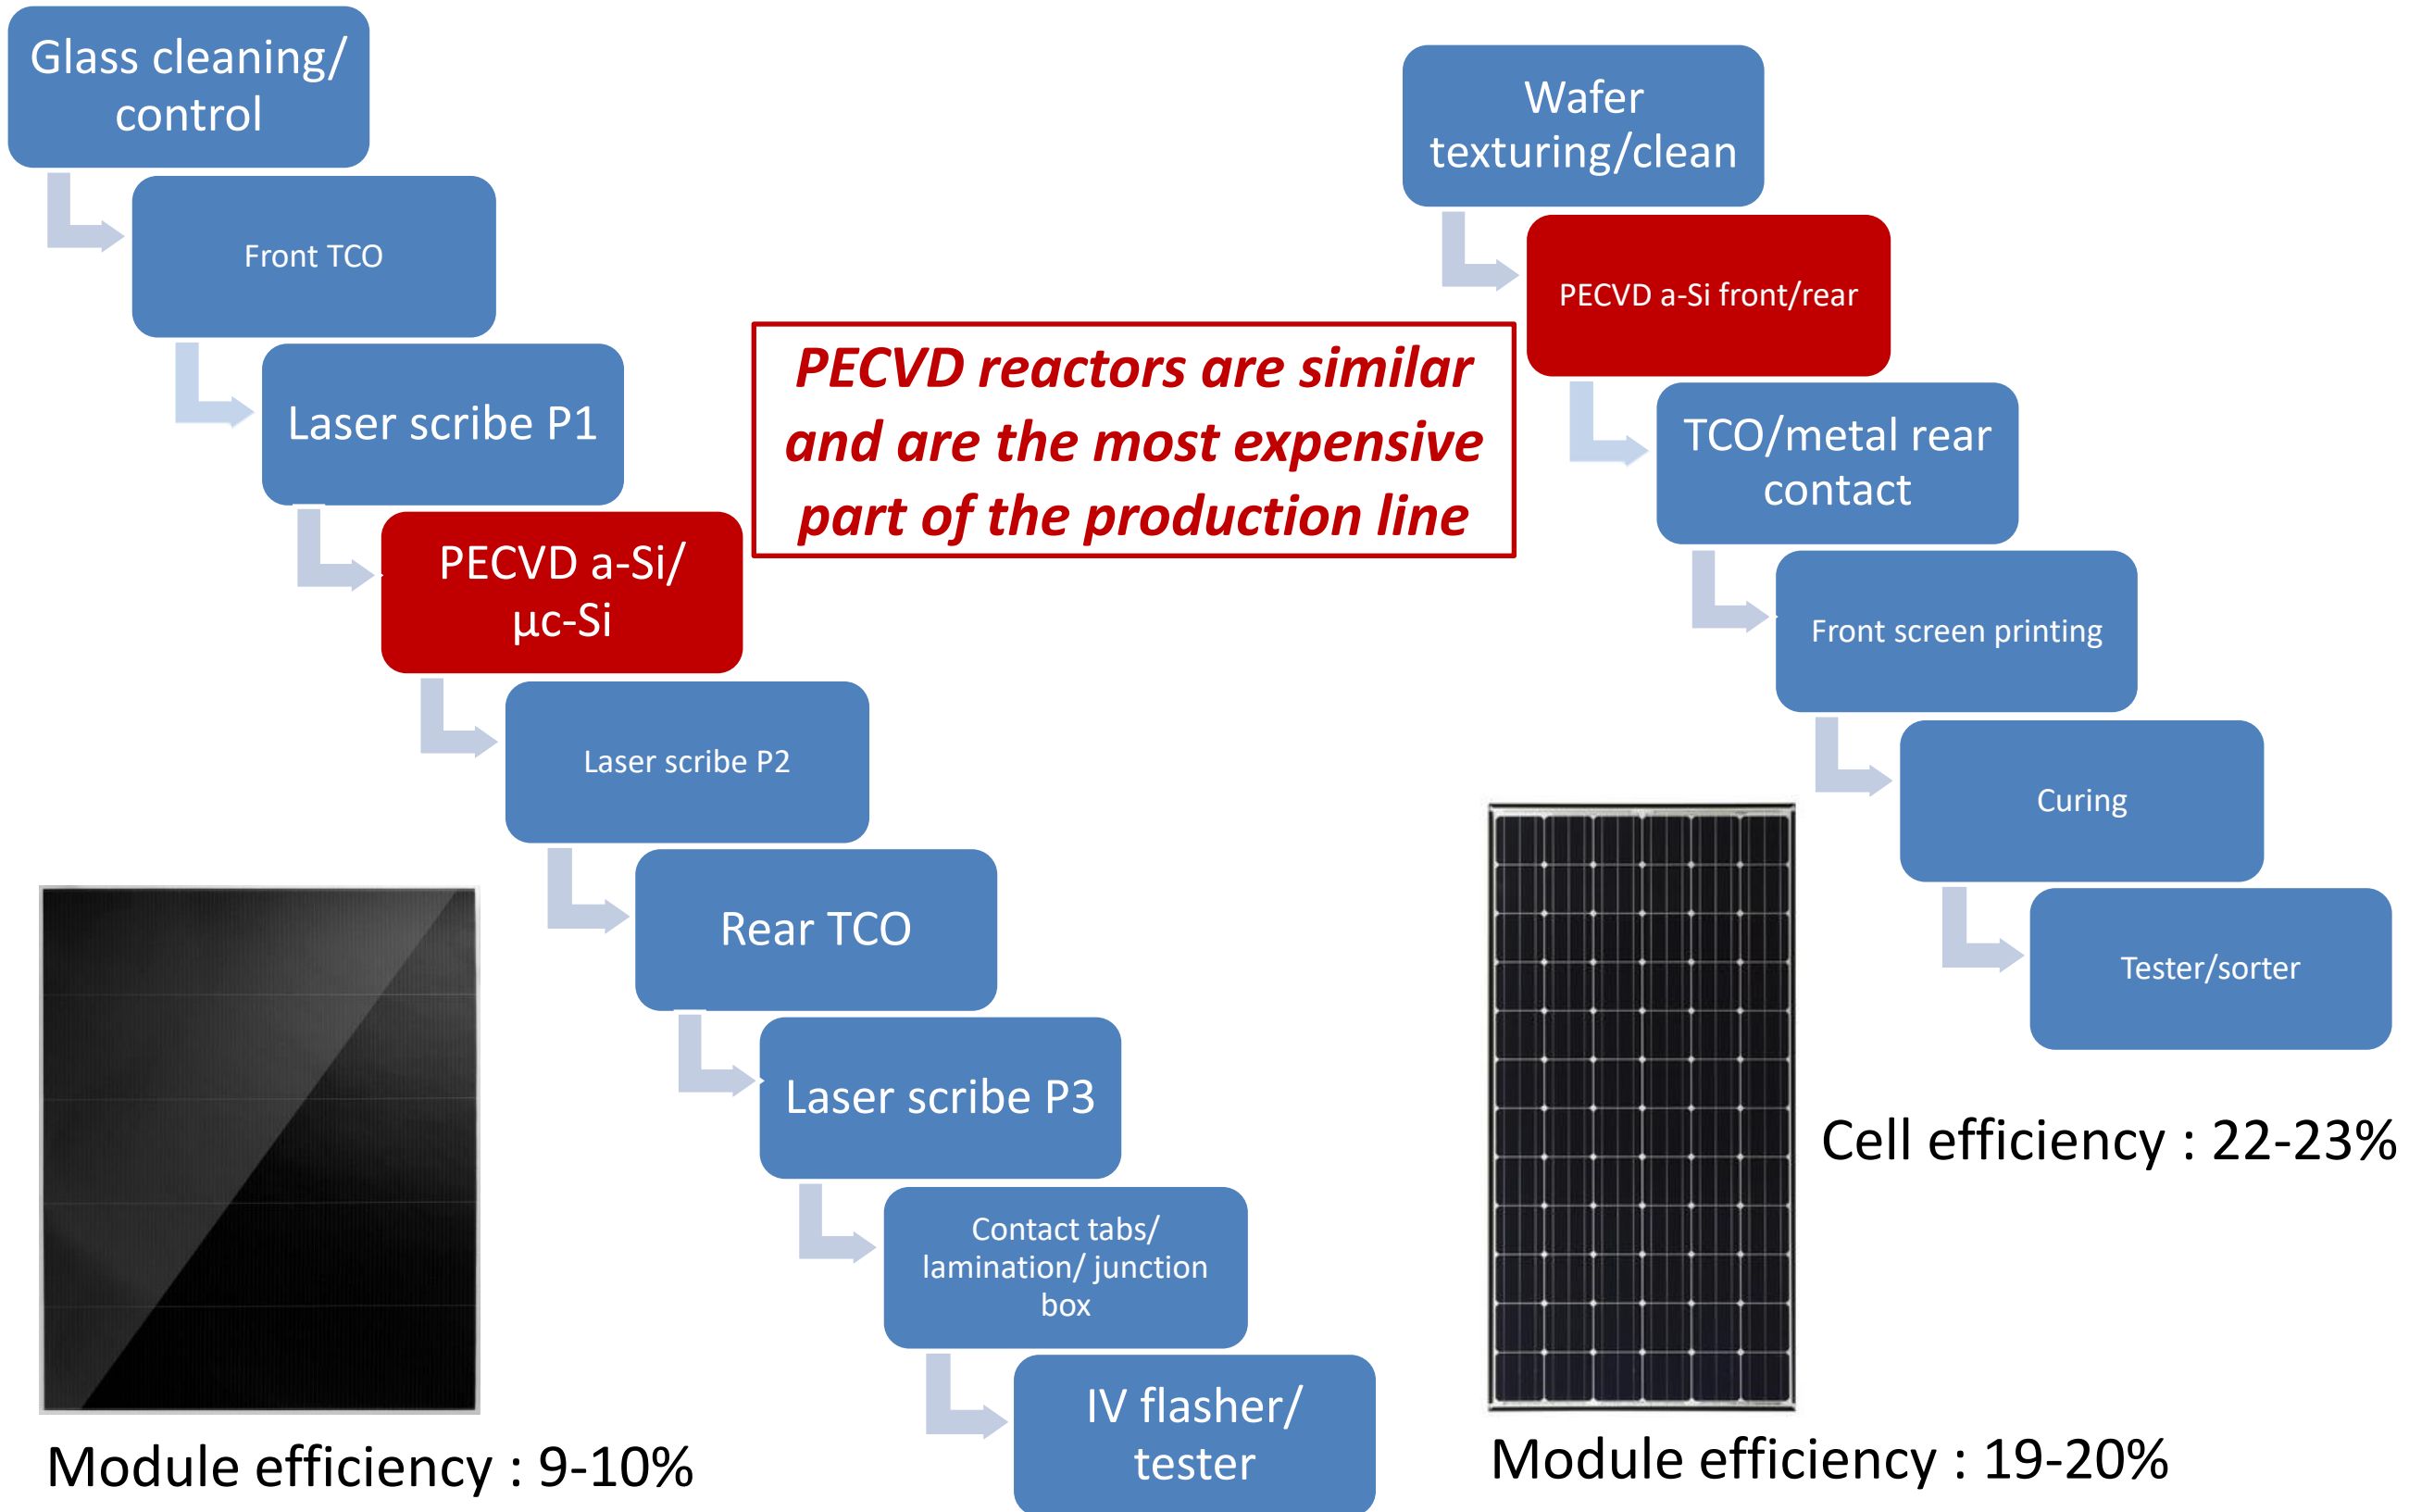 Glass cleaning/
control
Front TCO
Laser scribe P1
PECVD a-Si/
µc-Si
Laser scribe P2
Rear TCO
Laser scribe P3
Contact tabs/
lamination/ junction
box
IV flasher/
tester
Module efficiency : 9-10%
PECVD reactors are similar
and are the most expensive
part of the production line
Wafer
texturing/clean
PECVD a-Si front/rear
TCO/metal rear
contact
Front screen printing
Curing
Tester/sorter
Cell efficiency : 22-23%
Module efficiency : 19-20%